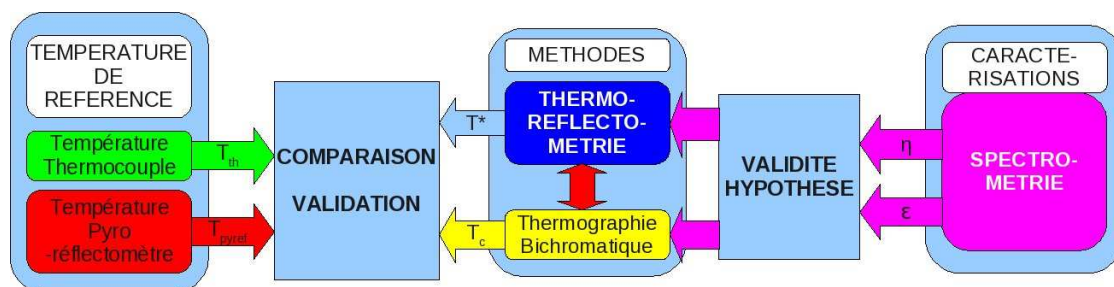 TEMPERATURE
DE
REFERENCE
Température
Thermocouple
Température
Pyro
-réflectomètre
T_th
T_pyref
COMPARAISON
VALIDATION
T*
T_c
METHODES
THERMO-
REFLECTO-
METRIE
Thermographie
Bichromatique
VALIDITE
HYPOTHESE
η
ε
CARACTE-
RISATIONS
SPECTRO-
METRIE